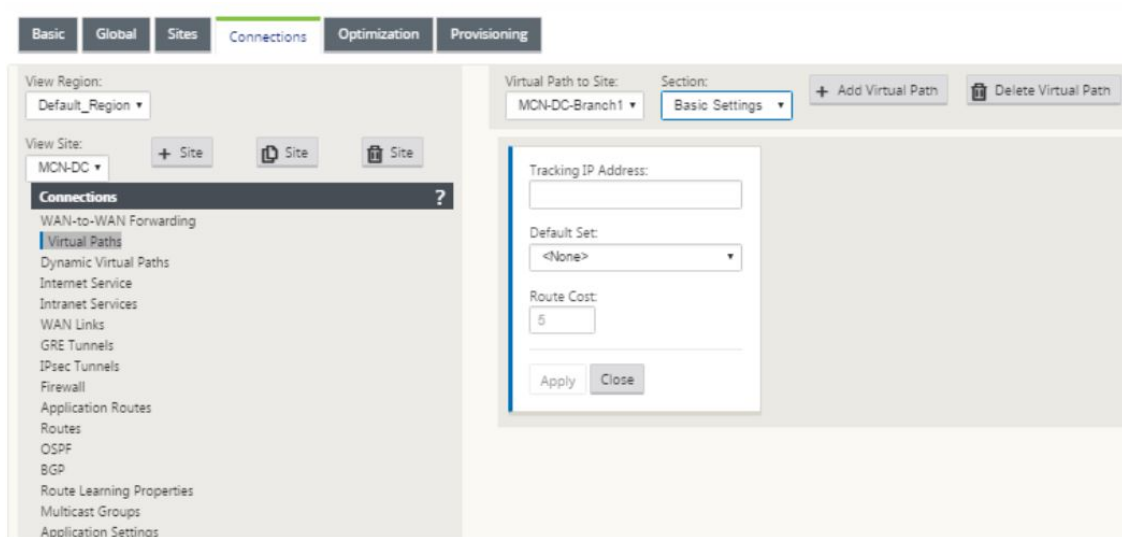 Basic Global Sites Connections Optimization Provisioning
View Region:
Default_Region
View Site:
MCN-DC
+ Site
Site
Site
Connections ?
WAN-to-WAN Forwarding
Virtual Paths
Dynamic Virtual Paths
Internet Service
Intranet Services
WAN Links
GRE Tunnels
IPsec Tunnels
Firewall
Application Routes
Routes
OSPF
BGP
Route Learning Properties
Multicast Groups
Application Settings
Virtual Path to Site:
MCN-DC-Branch1
Section:
Basic Settings
+ Add Virtual Path
Delete Virtual Path
Tracking IP Address:
Default Set:
<None>
Route Cost:
5
Apply Close